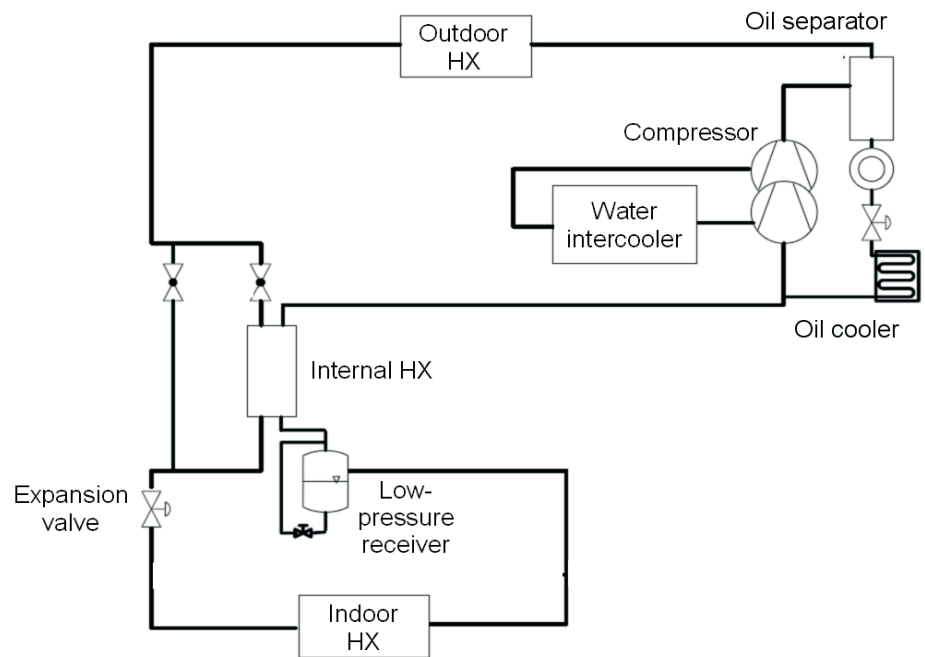 Outdoor
HX
Oil separator
Compressor
Water
intercooler
Oil cooler
Internal HX
Expansion
valve
Low-
pressure
receiver
Indoor
HX